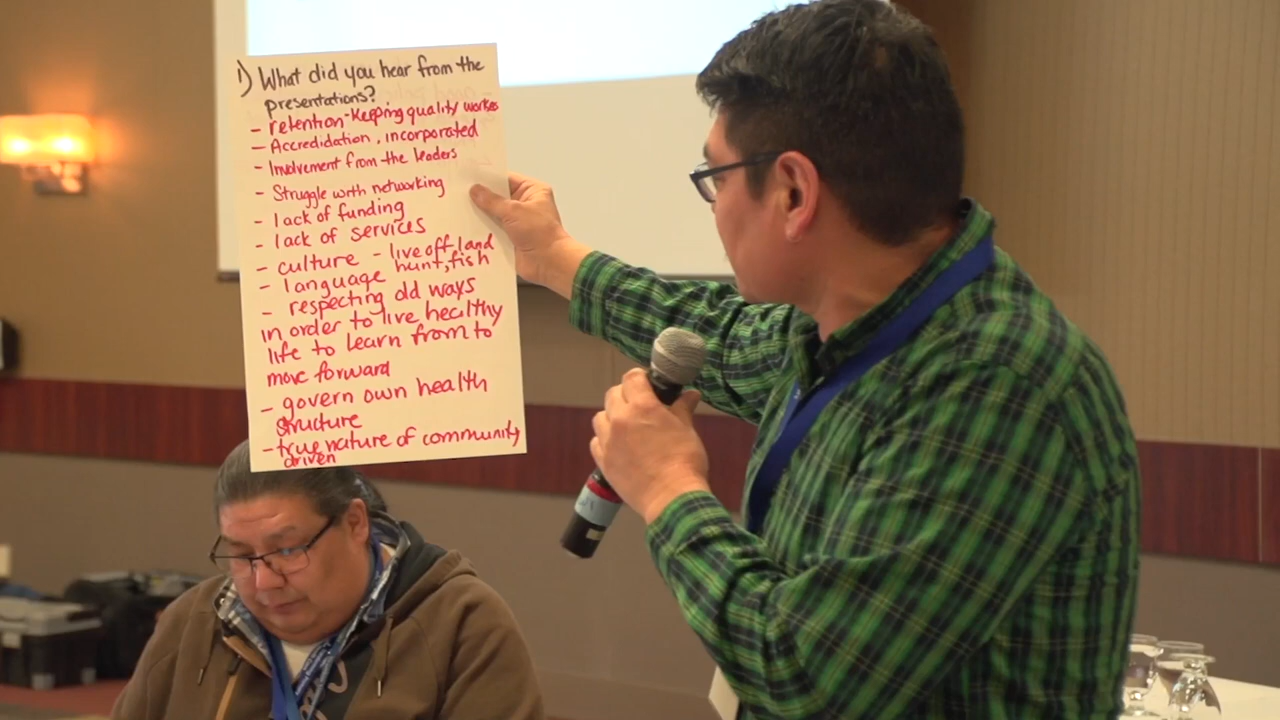 1) What did you hear from the
presentations?
- retention - Keeping quality workes
- Accredidation, incorporated
- Involvement from the leaders
- Struggle with networking
- lack of funding
- lack of services
- culture - live off land
- language hunt, fish
- respecting old ways
in order to live healthy
life to learn from to
move forward
- govern own health
structure
- true nature of community
driven